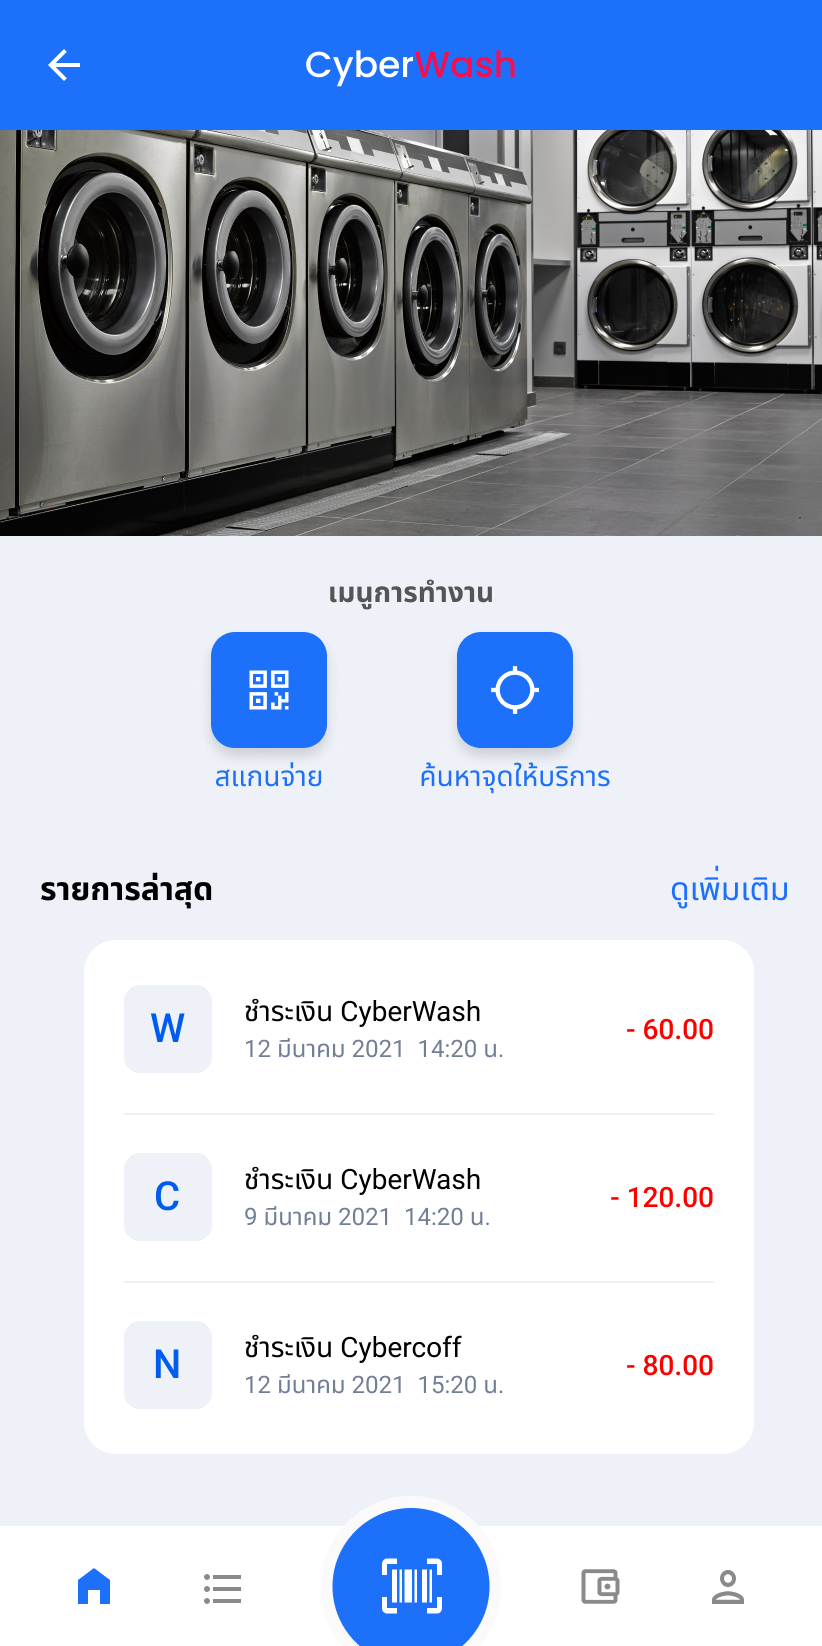 CyberWash
เมนูการทำงาน
สแกนจ่าย
ค้นหาจุดให้บริการ
รายการล่าสุด
ดูเพิ่มเติม
W
ชำระเงิน CyberWash
- 60.00
12 มีนาคม 2021  14:20 น.
C
ชำระเงิน CyberWash
- 120.00
9 มีนาคม 2021  14:20 น.
N
ชำระเงิน Cybercoff
- 80.00
12 มีนาคม 2021  15:20 น.